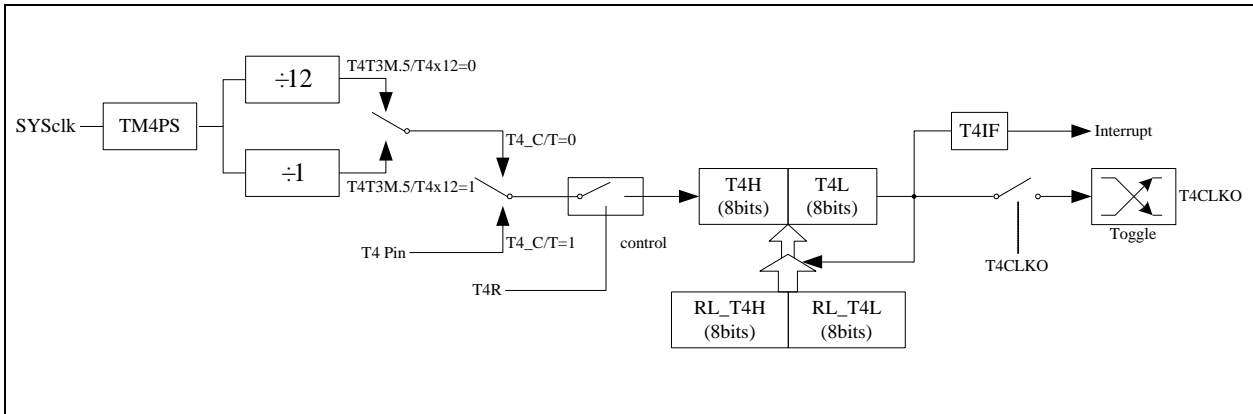 ÷12
T4T3M.5/T4x12=0
SYSclk
TM4PS
T4_C/T=0
T4IF
Interrupt
÷1
T4T3M.5/T4x12=1
T4H
(8bits)
T4L
(8bits)
T4CLKO
Toggle
T4 Pin
T4_C/T=1
control
T4CLKO
T4R
RL_T4H
(8bits)
RL_T4L
(8bits)